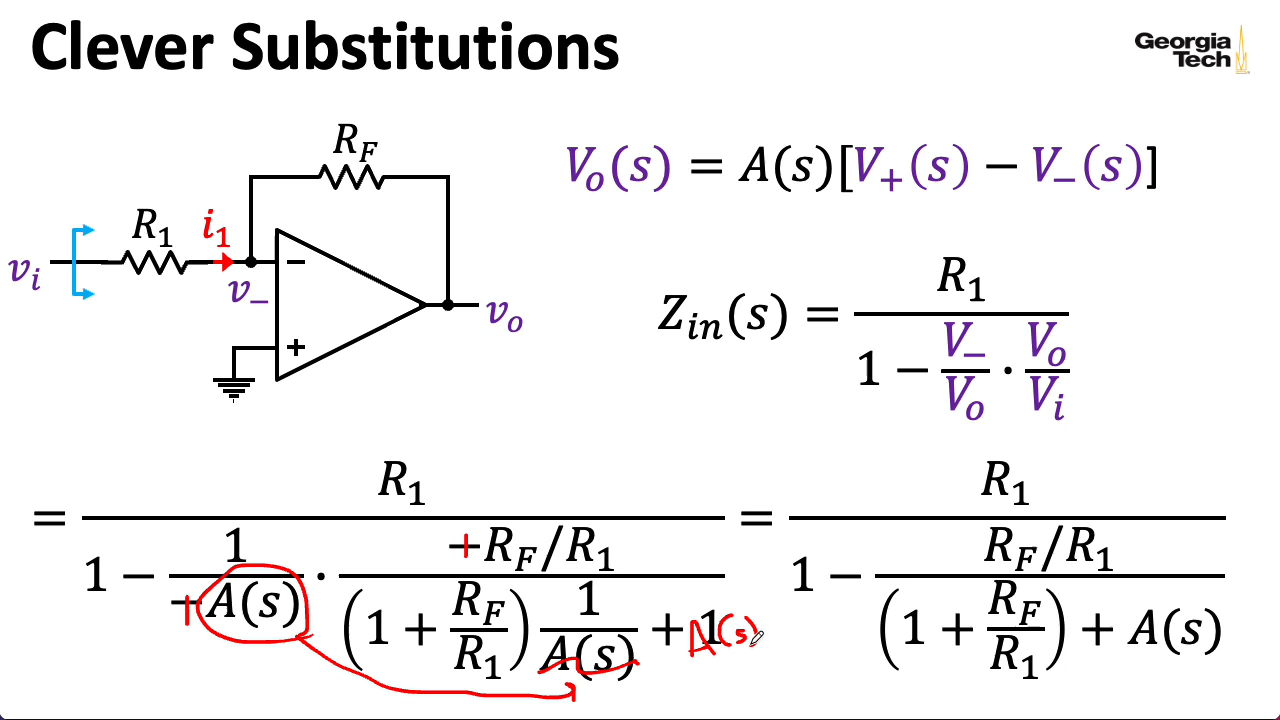 Clever Substitutions
Georgia
Tech
R_F
R_1
i_1
v_i
v_−
−
+
v_o
V_o(s) = A(s)[V_+(s) − V_−(s)]
Z_in(s) = R_1 / (1 − V_−/V_o · V_o/V_i)
= R_1 / (1 − 1/(+A(s)) · (+R_F/R_1) / ((1 + R_F/R_1) 1/A(s) + 1)) = R_1 / (1 − (R_F/R_1) / ((1 + R_F/R_1) + A(s)))
A(s)